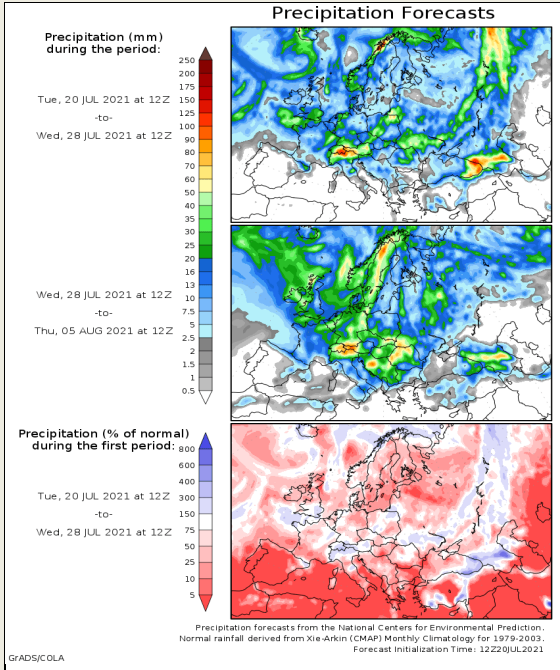 Precipitation Forecasts
Precipitation (mm)
during the period:
250
200
175
150
125
100
90
80
70
60
50
40
35
30
25
20
16
13
10
7.5
5
2.5
2
1.5
1
0.5
Tue, 20 JUL 2021 at 12Z
-to-
Wed, 28 JUL 2021 at 12Z
Wed, 28 JUL 2021 at 12Z
-to-
Thu, 05 AUG 2021 at 12Z
Precipitation (% of normal)
during the first period:
800
600
400
300
150
75
50
25
10
5
Tue, 20 JUL 2021 at 12Z
-to-
Wed, 28 JUL 2021 at 12Z
Precipitation forecasts from the National Centers for Environmental Prediction.
Normal rainfall derived from Xie-Arkin (CMAP) Monthly Climatology for 1979-2003.
Forecast Initialization Time: 12Z20JUL2021
GrADS/COLA